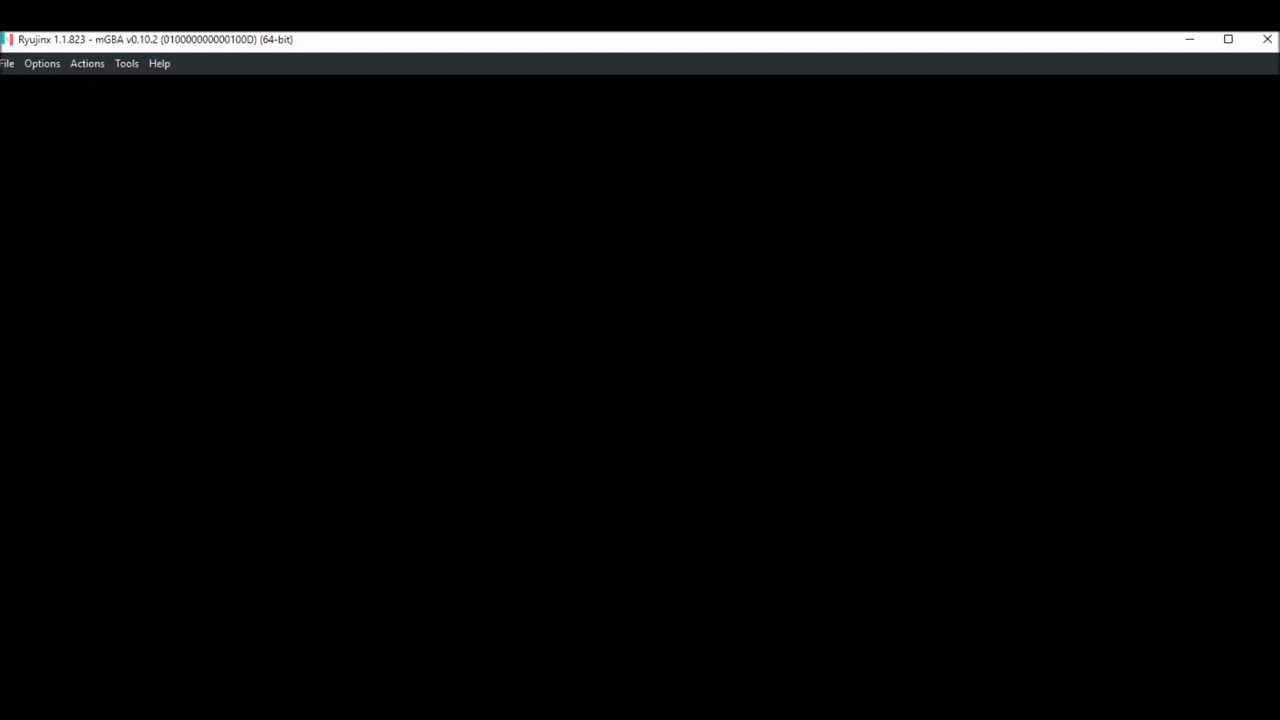 Ryujinx 1.1.823 - mGBA v0.10.2 (010000000000100D) (64-bit)
File Options Actions Tools Help